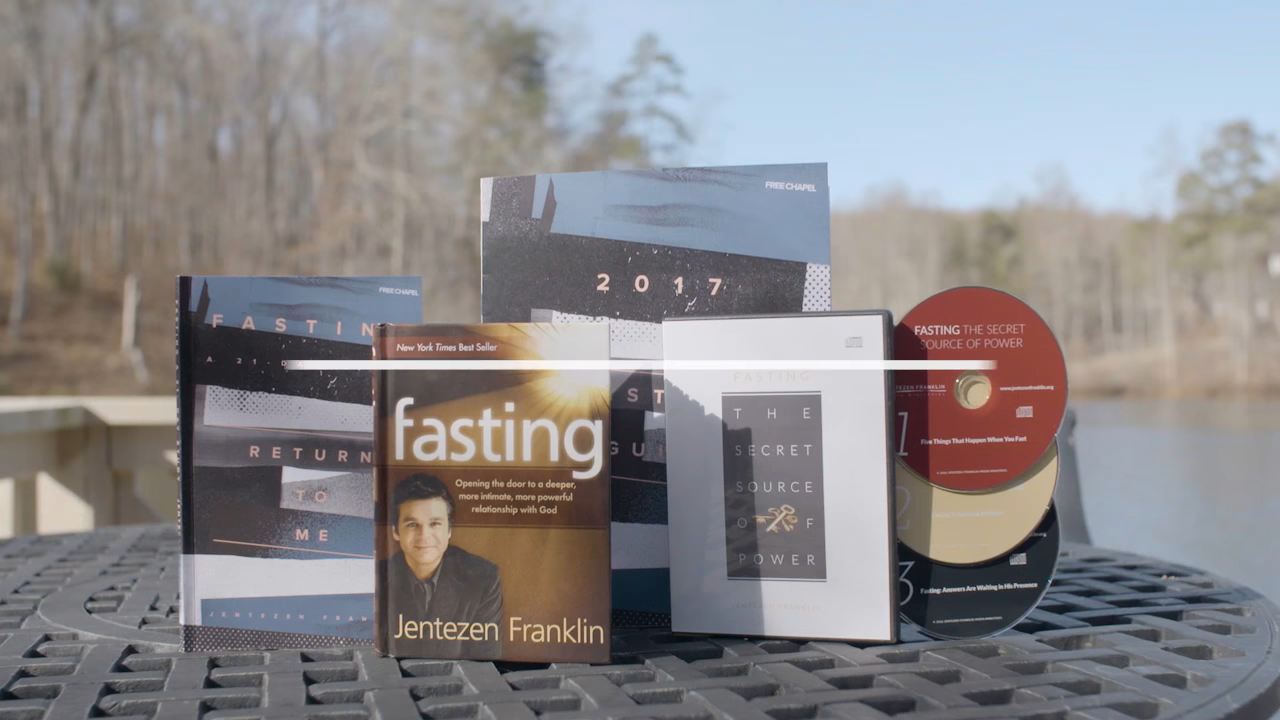 FREE CHAPEL
FASTIN
A 21 D
RETURN
TO
ME
JENTEZEN FRAN
New York Times Best Seller
fasting
Opening the door to a deeper,
more intimate, more powerful
relationship with God
Jentezen Franklin
FREE CHAPEL
2017
ST
GUI
FASTING
THE
SECRET
SOURCE
OF
POWER
JENTEZEN FRANKLIN
FASTING THE SECRET
SOURCE OF POWER
TEZEN FRANKLIN
1
Five Things That Happen When You Fast
2
3
Fasting: Answers Are Waiting In His Presence